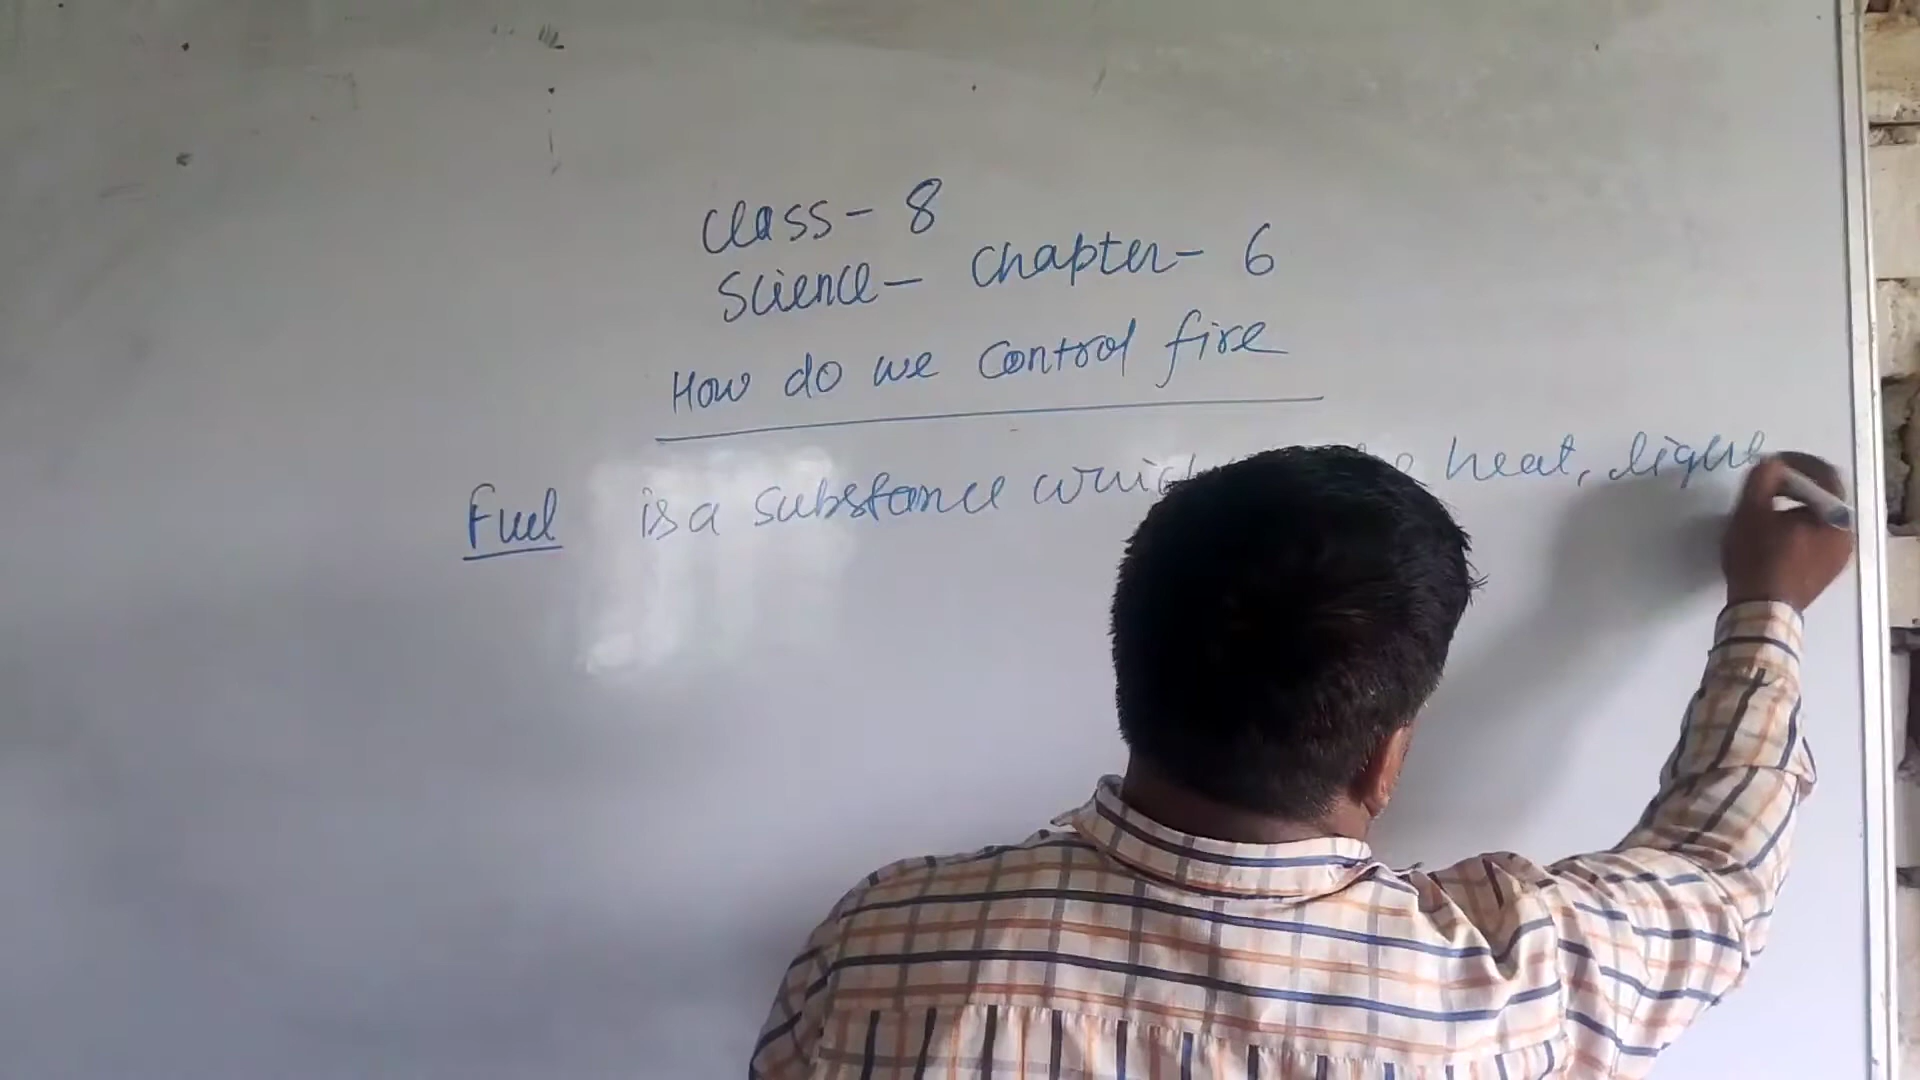 Class - 8
Science - Chapter - 6
How do we Control fire
Fuel is a substance which heat, light